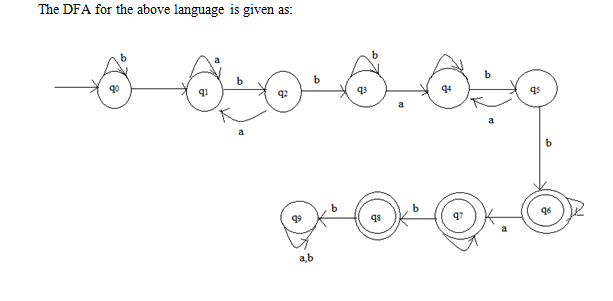 The DFA for the above language is given as:
b a b b b b
q0 q1 q2 q3 q4 q5
a a a
b
b b
q9 q8 q7 q6
a
a,b